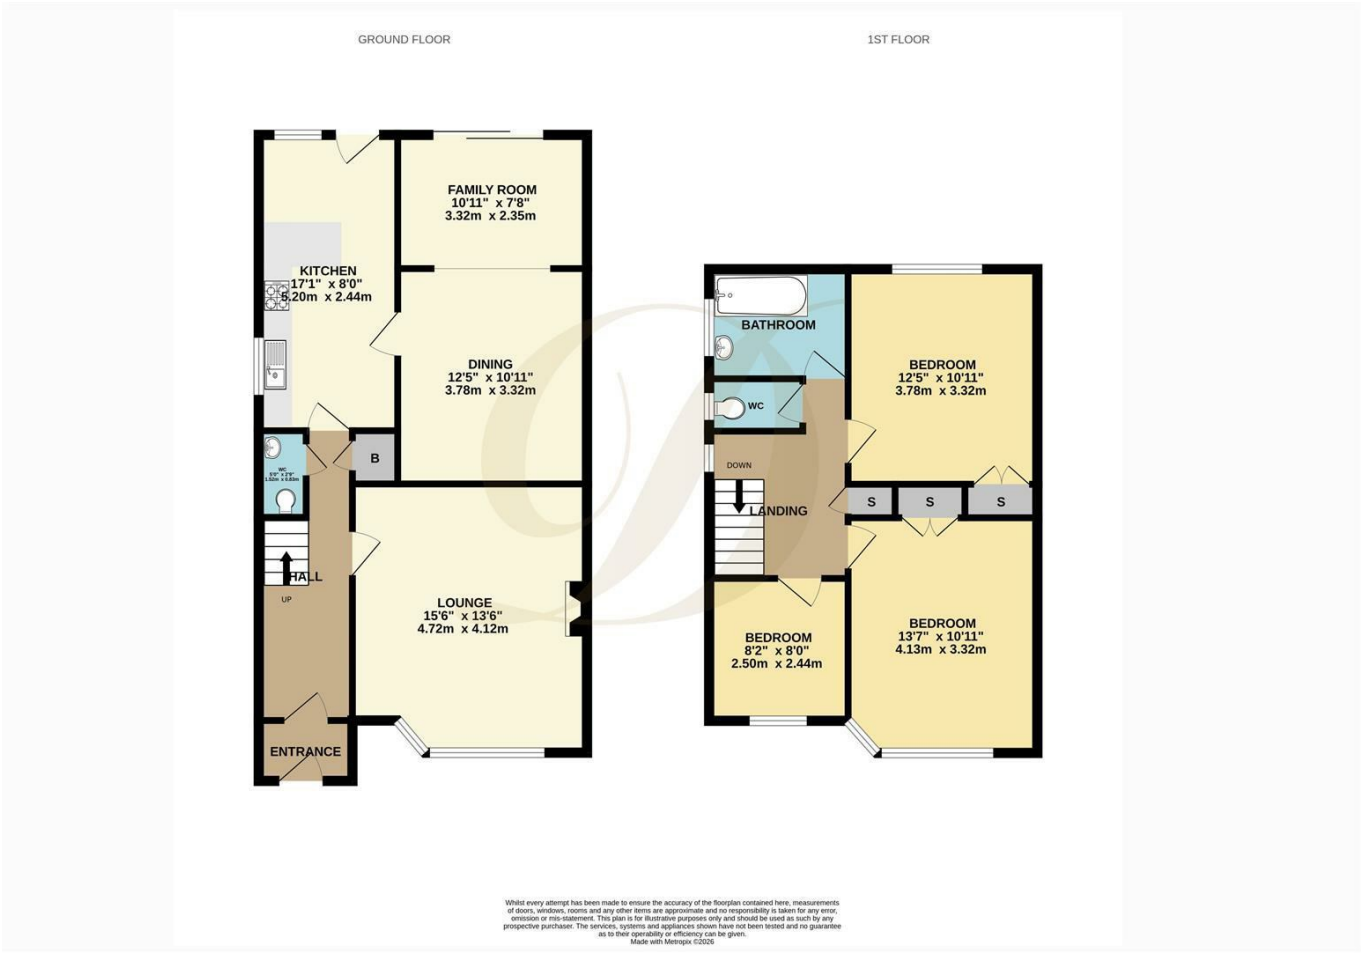 GROUND FLOOR
1ST FLOOR
FAMILY ROOM
10'11" x 7'8"
3.32m x 2.35m
KITCHEN
17'1" x 8'0"
5.20m x 2.44m
DINING
12'5" x 10'11"
3.78m x 3.32m
WC
5'0" x 2'9"
1.52m x 0.83m
B
HALL
UP
LOUNGE
15'6" x 13'6"
4.72m x 4.12m
ENTRANCE
BATHROOM
WC
BEDROOM
12'5" x 10'11"
3.78m x 3.32m
DOWN
LANDING
S
S
S
BEDROOM
8'2" x 8'0"
2.50m x 2.44m
BEDROOM
13'7" x 10'11"
4.13m x 3.32m
Whilst every attempt has been made to ensure the accuracy of the floorplan contained here, measurements
of doors, windows, rooms and any other items are approximate and no responsibility is taken for any error,
omission or mis-statement. This plan is for illustrative purposes only and should be used as such by any
prospective purchaser. The services, systems and appliances shown have not been tested and no guarantee
as to their operability or efficiency can be given.
Made with Metropix ©2026